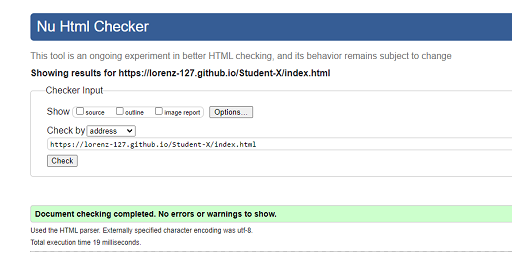 Nu Html Checker
This tool is an ongoing experiment in better HTML checking, and its behavior remains subject to change
Showing results for https://lorenz-127.github.io/Student-X/index.html
Checker Input
Show source outline image report Options...
Check by address
https://lorenz-127.github.io/Student-X/index.html
Check
Document checking completed. No errors or warnings to show.
Used the HTML parser. Externally specified character encoding was utf-8.
Total execution time 19 milliseconds.